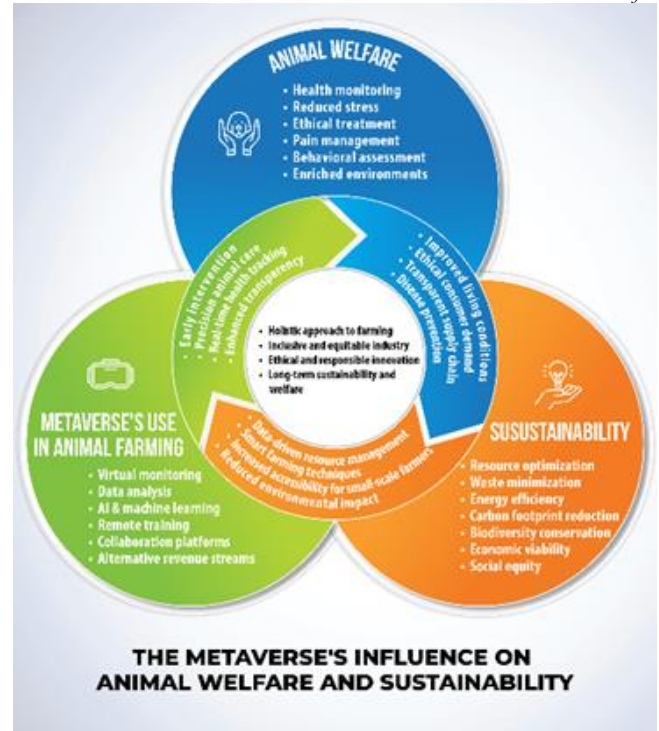 ANIMAL WELFARE
• Health monitoring
• Reduced stress
• Ethical treatment
• Pain management
• Behavioral assessment
• Enriched environments
• Early intervention
• Precision animal care
• Real-time health tracking
• Enhanced transparency
• Improved living conditions
• Ethical consumer demand
• Transparent supply chain
• Disease prevention
• Holistic approach to farming
• Inclusive and equitable industry
• Ethical and responsible innovation
• Long-term sustainability and
welfare
• Data-driven resource management
• Smart farming techniques
• Increased accessibility for small-scale farmers
• Reduced environmental impact
METAVERSE'S USE
IN ANIMAL FARMING
• Virtual monitoring
• Data analysis
• AI & machine learning
• Remote training
• Collaboration platforms
• Alternative revenue streams
SUSUSTAINABILITY
• Resource optimization
• Waste minimization
• Energy efficiency
• Carbon footprint reduction
• Biodiversity conservation
• Economic viability
• Social equity
THE METAVERSE'S INFLUENCE ON
ANIMAL WELFARE AND SUSTAINABILITY